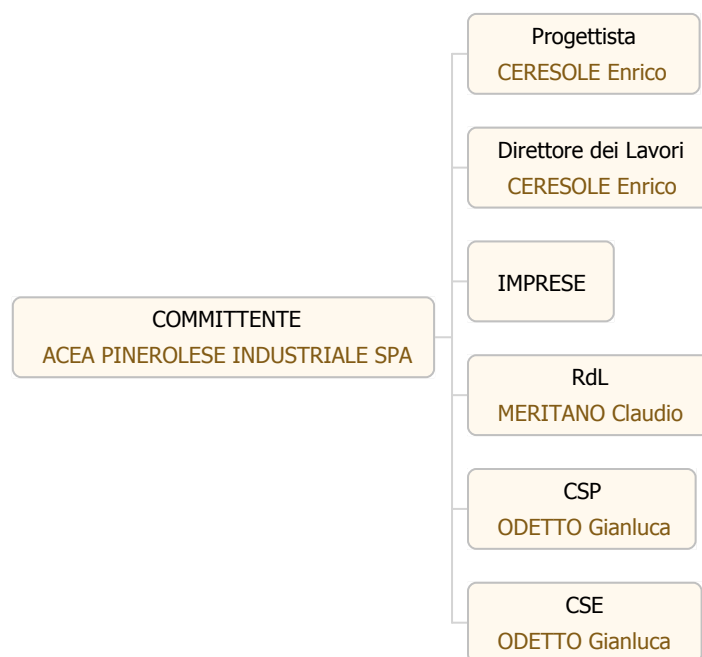 COMMITTENTE
ACEA PINEROLESE INDUSTRIALE SPA
Progettista
CERESOLE Enrico
Direttore dei Lavori
CERESOLE Enrico
IMPRESE
RdL
MERITANO Claudio
CSP
ODETTO Gianluca
CSE
ODETTO Gianluca